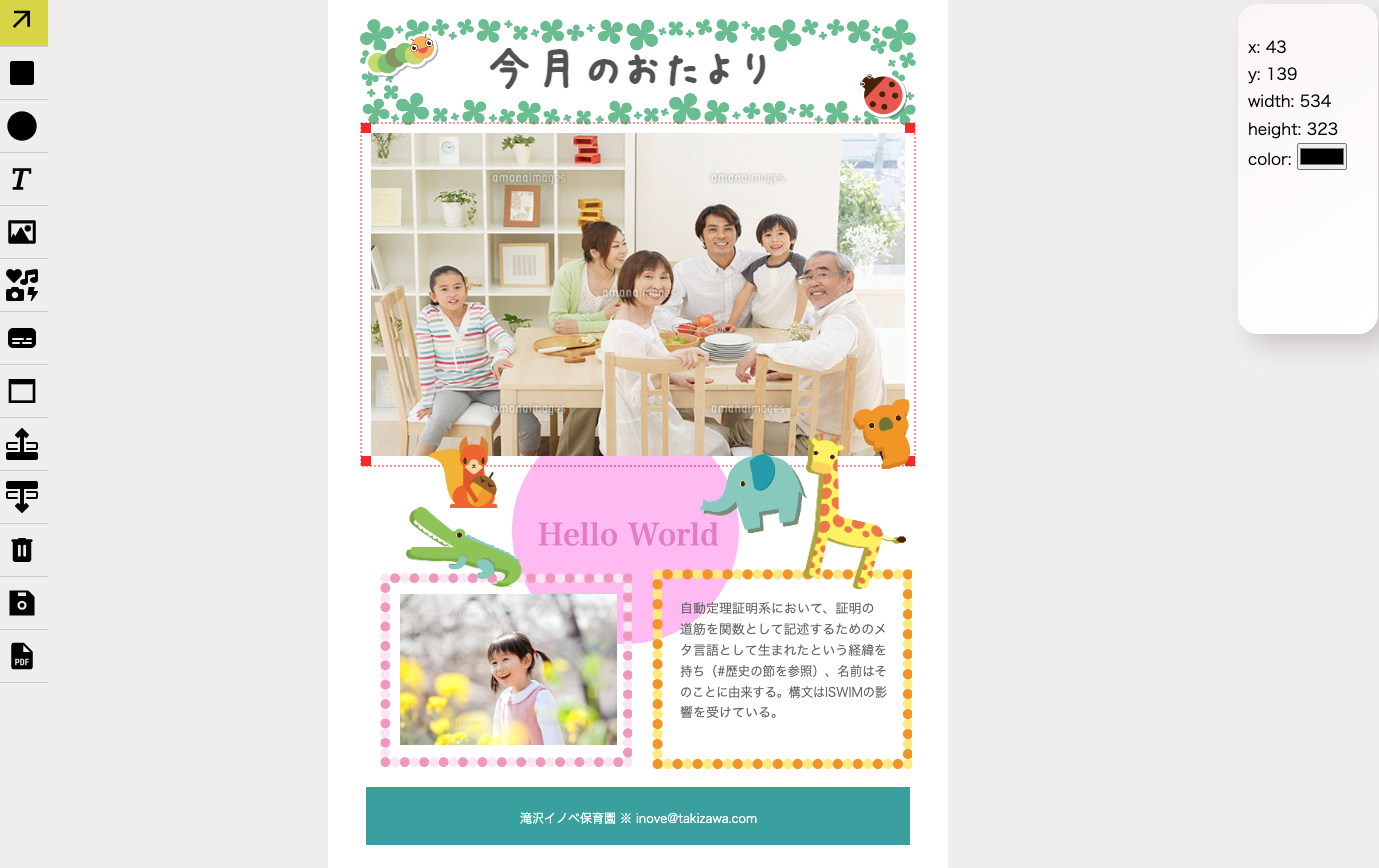 今月のおたより
x: 43
y: 139
width: 534
height: 323
color:
T
amanaimages
amanaimages
amanaimages
amanaimages
amanaimages
Hello World
自動定理証明系において、証明の
道筋を関数として記述するためのメ
タ言語として生まれたという経緯を
持ち（#歴史の節を参照）、名前はそ
のことに由来する。構文はISWIMの影
響を受けている。
PDF
滝沢イノベ保育園 ※ inove@takizawa.com